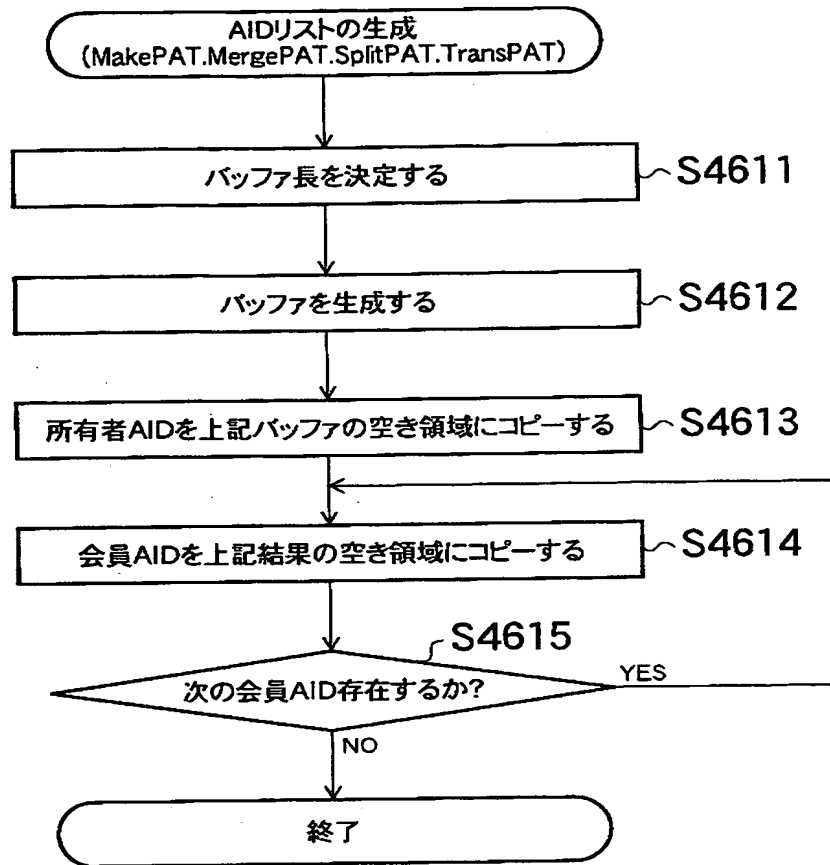 AIDリストの生成
(MakePAT.MergePAT.SplitPAT.TransPAT)
バッファ長を決定する
S4611
バッファを生成する
S4612
所有者AIDを上記バッファの空き領域にコピーする
S4613
会員AIDを上記結果の空き領域にコピーする
S4614
S4615
次の会員AID存在するか?
YES
NO
終了